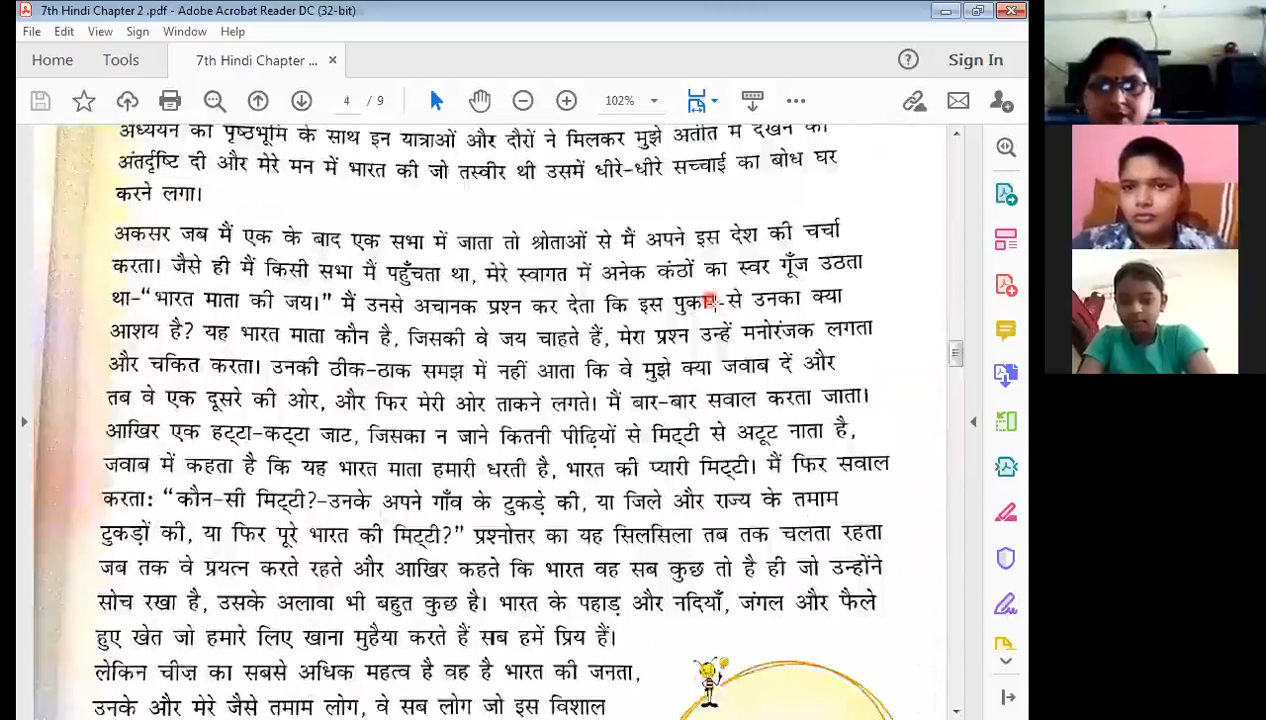 7th Hindi Chapter 2 .pdf - Adobe Acrobat Reader DC (32-bit)
File Edit View Sign Window Help
Home Tools 7th Hindi Chapter ... × Sign In
4 / 9 102%
अध्ययन की पृष्ठभूमि के साथ इन यात्राओं और दौरों ने मिलकर मुझे अतीत में देखने की
अंतर्दृष्टि दी और मेरे मन में भारत की जो तस्वीर थी उसमें धीरे-धीरे सच्चाई का बोध घर
करने लगा।
अकसर जब मैं एक के बाद एक सभा में जाता तो श्रोताओं से मैं अपने इस देश की चर्चा
करता। जैसे ही मैं किसी सभा मैं पहुँचता था, मेरे स्वागत में अनेक कंठों का स्वर गूँज उठता
था-“भारत माता की जय।” मैं उनसे अचानक प्रश्न कर देता कि इस पुकार-से उनका क्या
आशय है? यह भारत माता कौन है, जिसकी वे जय चाहते हैं, मेरा प्रश्न उन्हें मनोरंजक लगता
और चकित करता। उनकी ठीक-ठाक समझ में नहीं आता कि वे मुझे क्या जवाब दें और
तब वे एक दूसरे की ओर, और फिर मेरी ओर ताकने लगते। मैं बार-बार सवाल करता जाता।
आखिर एक हट्टा-कट्टा जाट, जिसका न जाने कितनी पीढ़ियों से मिट्टी से अटूट नाता है,
जवाब में कहता है कि यह भारत माता हमारी धरती है, भारत की प्यारी मिट्टी। मैं फिर सवाल
करता: “कौन-सी मिट्टी?-उनके अपने गाँव के टुकड़े की, या जिले और राज्य के तमाम
टुकड़ों की, या फिर पूरे भारत की मिट्टी?” प्रश्नोत्तर का यह सिलसिला तब तक चलता रहता
जब तक वे प्रयत्न करते रहते और आखिर कहते कि भारत वह सब कुछ तो है ही जो उन्होंने
सोच रखा है, उसके अलावा भी बहुत कुछ है। भारत के पहाड़ और नदियाँ, जंगल और फैले
हुए खेत जो हमारे लिए खाना मुहैया करते हैं सब हमें प्रिय हैं।
लेकिन चीज़ का सबसे अधिक महत्व है वह है भारत की जनता,
उनके और मेरे जैसे तमाम लोग, वे सब लोग जो इस विशाल